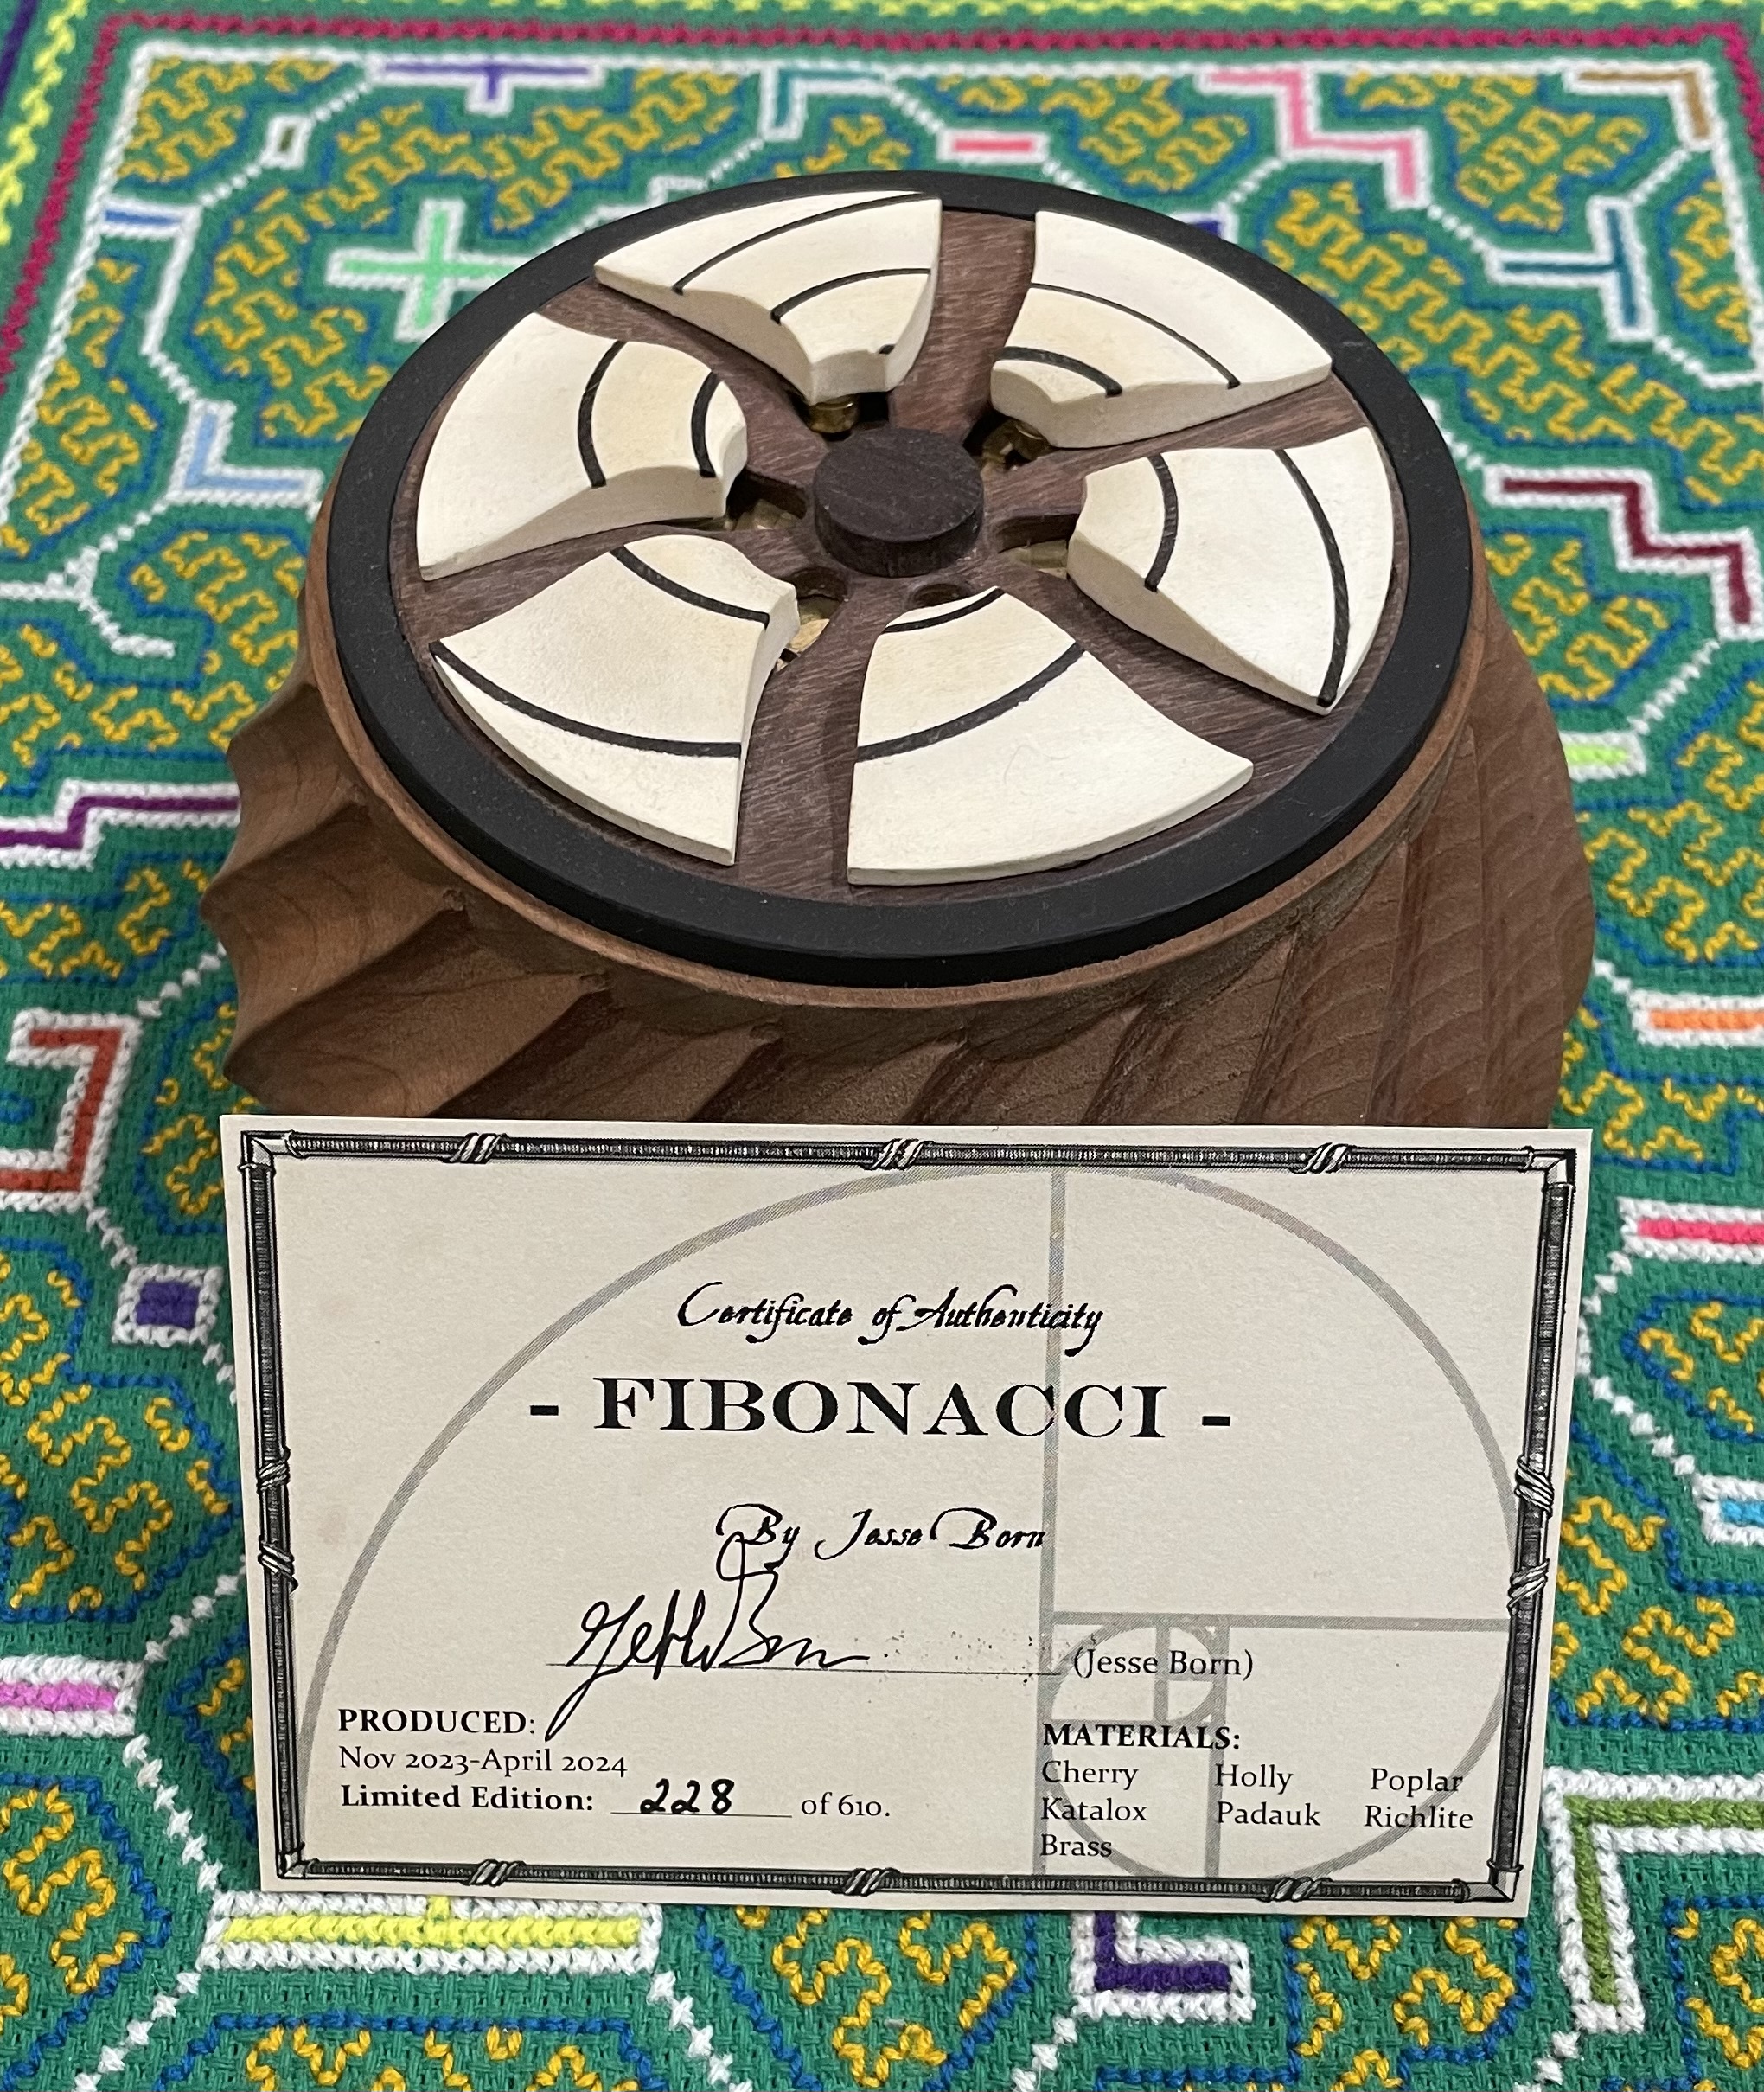 Certificate of Authenticity
- FIBONACCI -
By Jesse Born
(Jesse Born)
PRODUCED:
Nov 2023-April 2024
Limited Edition: 228 of 610.
MATERIALS:
Cherry Holly Poplar
Katalox Padauk Richlite
Brass